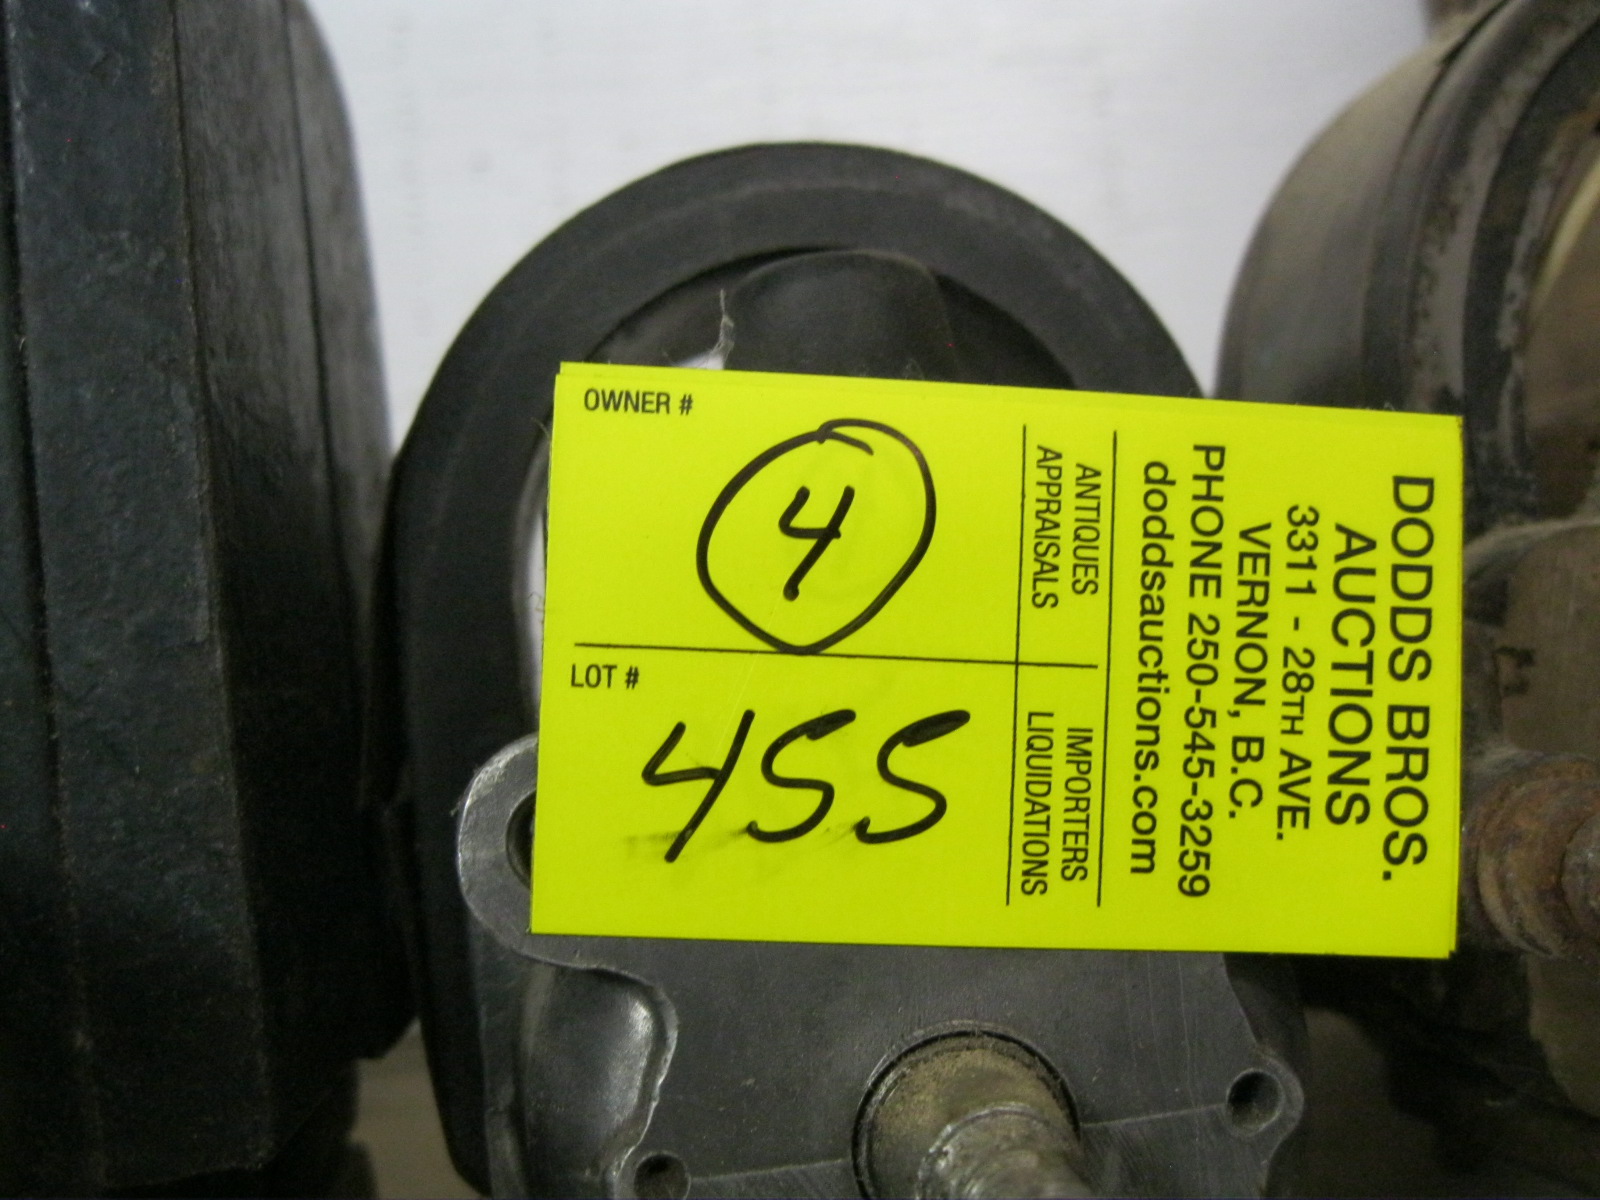 DODDS BROS.
AUCTIONS
3311 - 28TH AVE.
VERNON, B.C.
PHONE 250-545-3259
doddsauctions.com
ANTIQUES
APPRAISALS
IMPORTERS
LIQUIDATIONS
OWNER #
4
LOT #
455